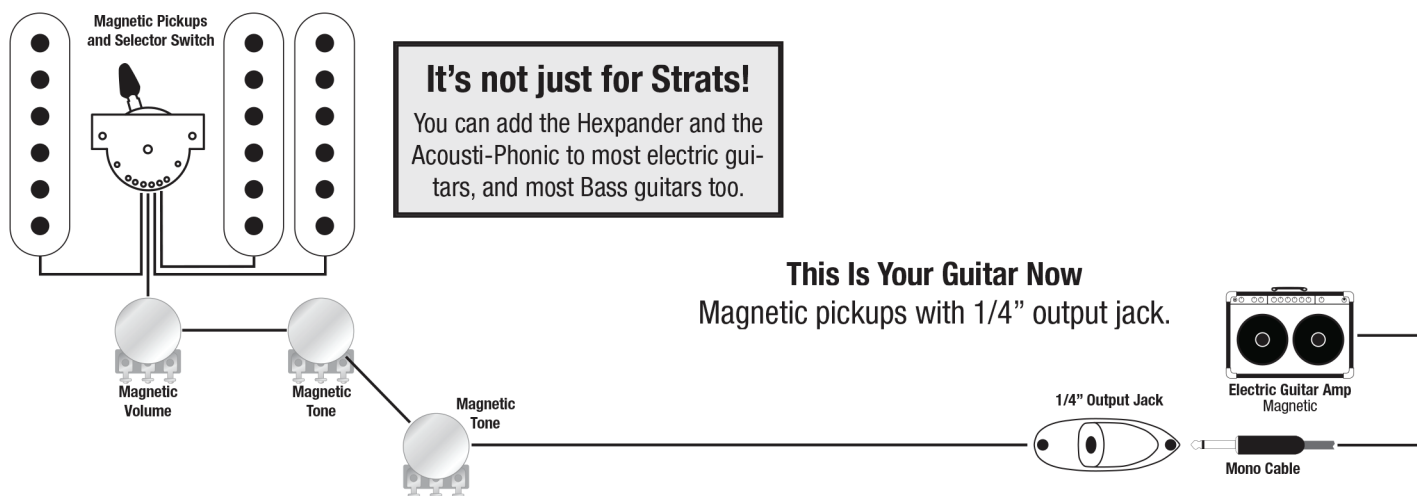 Magnetic Pickups
and Selector Switch
It’s not just for Strats!
You can add the Hexpander and the
Acousti-Phonic to most electric gui-
tars, and most Bass guitars too.
This Is Your Guitar Now
Magnetic pickups with 1/4” output jack.
Magnetic
Volume
Magnetic
Tone
Magnetic
Tone
1/4” Output Jack
Electric Guitar Amp
Magnetic
Mono Cable